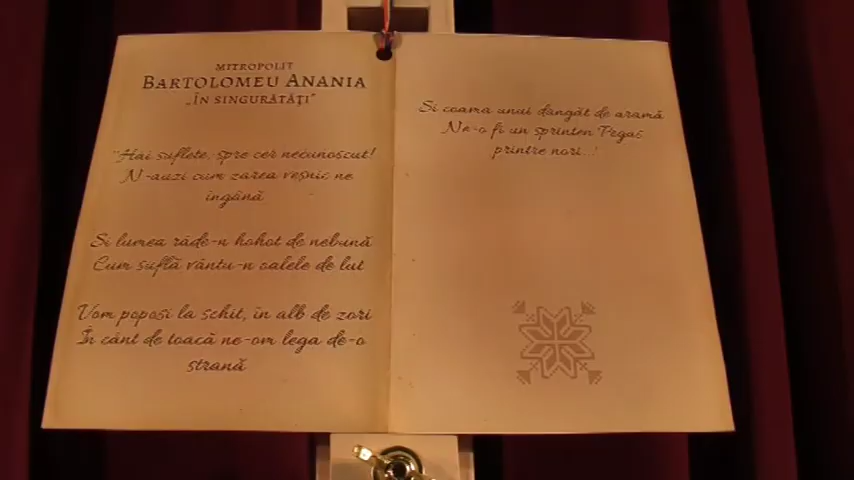 MITROPOLIT
BARTOLOMEU ANANIA
„ÎN SINGURĂTĂȚI”
"Hai suflete, spre cer necunoscut!
N-auzi cum zarea veșnic ne
îngână
Si lumea râde-n hohot de nebună
Cum suflă vântu-n oalele de lut
Vom poposi la schit, în alb de zori
În cânt de toacă ne-om lega de-o
strană
Si coama unui dangăt de aramă
Ne-o fi un sprinten Pegas
printre nori...!